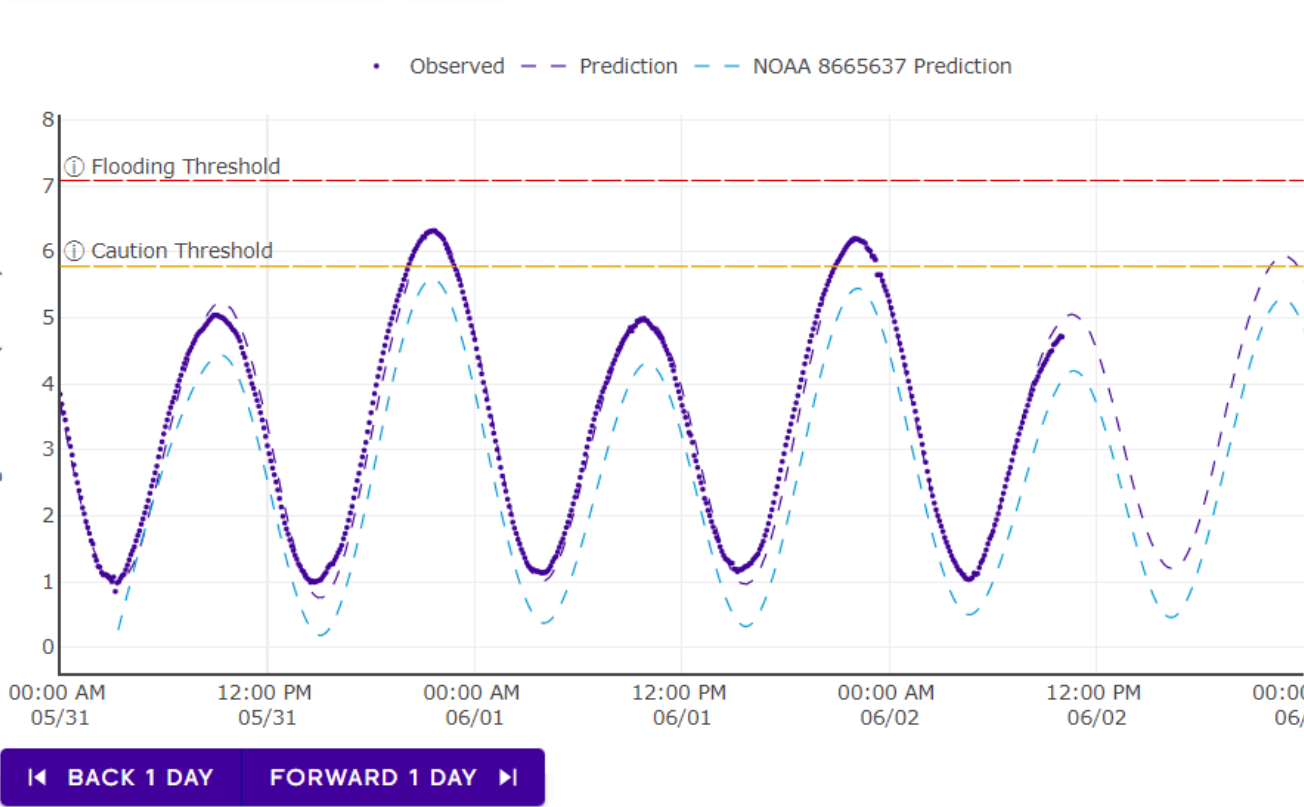 Observed Prediction NOAA 8665637 Prediction
8
ⓘ Flooding Threshold
7
6
ⓘ Caution Threshold
5
4
3
2
1
0
00:00 AM 12:00 PM 00:00 AM 12:00 PM 00:00 AM 12:00 PM
05/31 05/31 06/01 06/01 06/02 06/02
BACK 1 DAY FORWARD 1 DAY